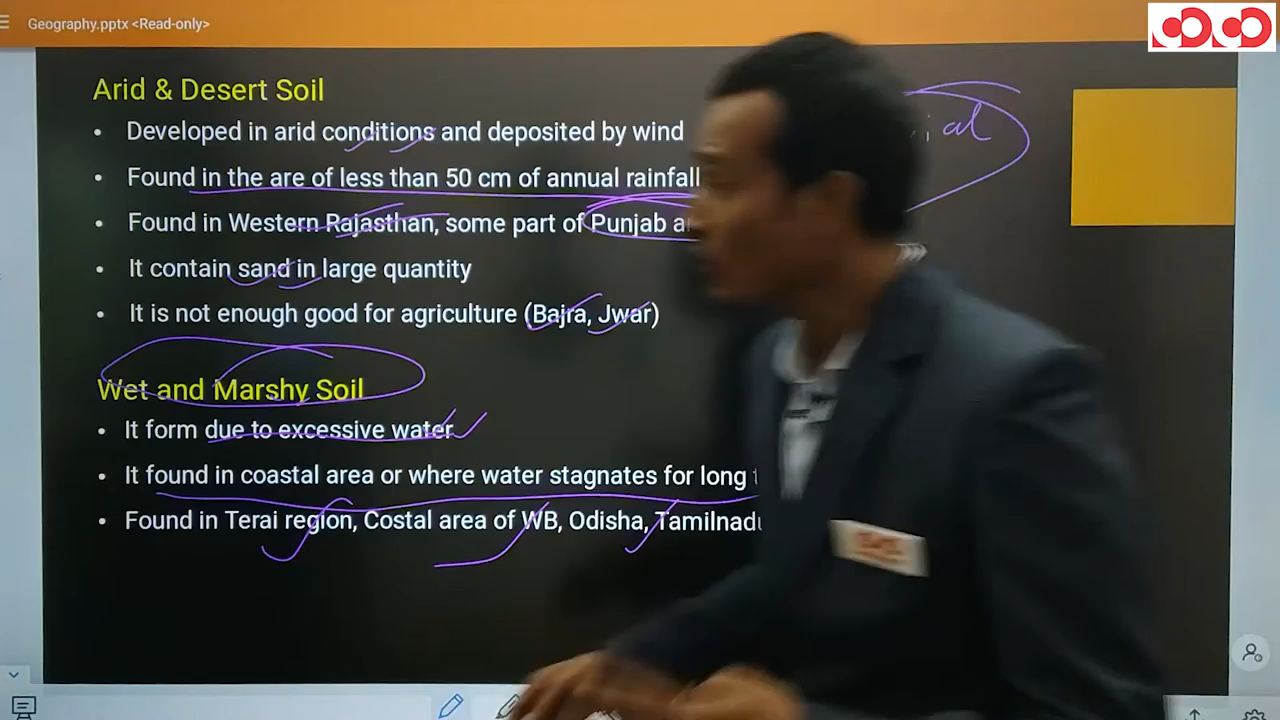 Geography.pptx <Read-only>
Arid & Desert Soil
• Developed in arid conditions and deposited by wind
al
• Found in the are of less than 50 cm of annual rainfall
• Found in Western Rajasthan, some part of Punjab
• It contain sand in large quantity
• It is not enough good for agriculture (Bajra, Jwar)
Wet and Marshy Soil
• It form due to excessive water
• It found in coastal area or where water stagnates for long
• Found in Terai region, Costal area of WB, Odisha, Tamilnadu